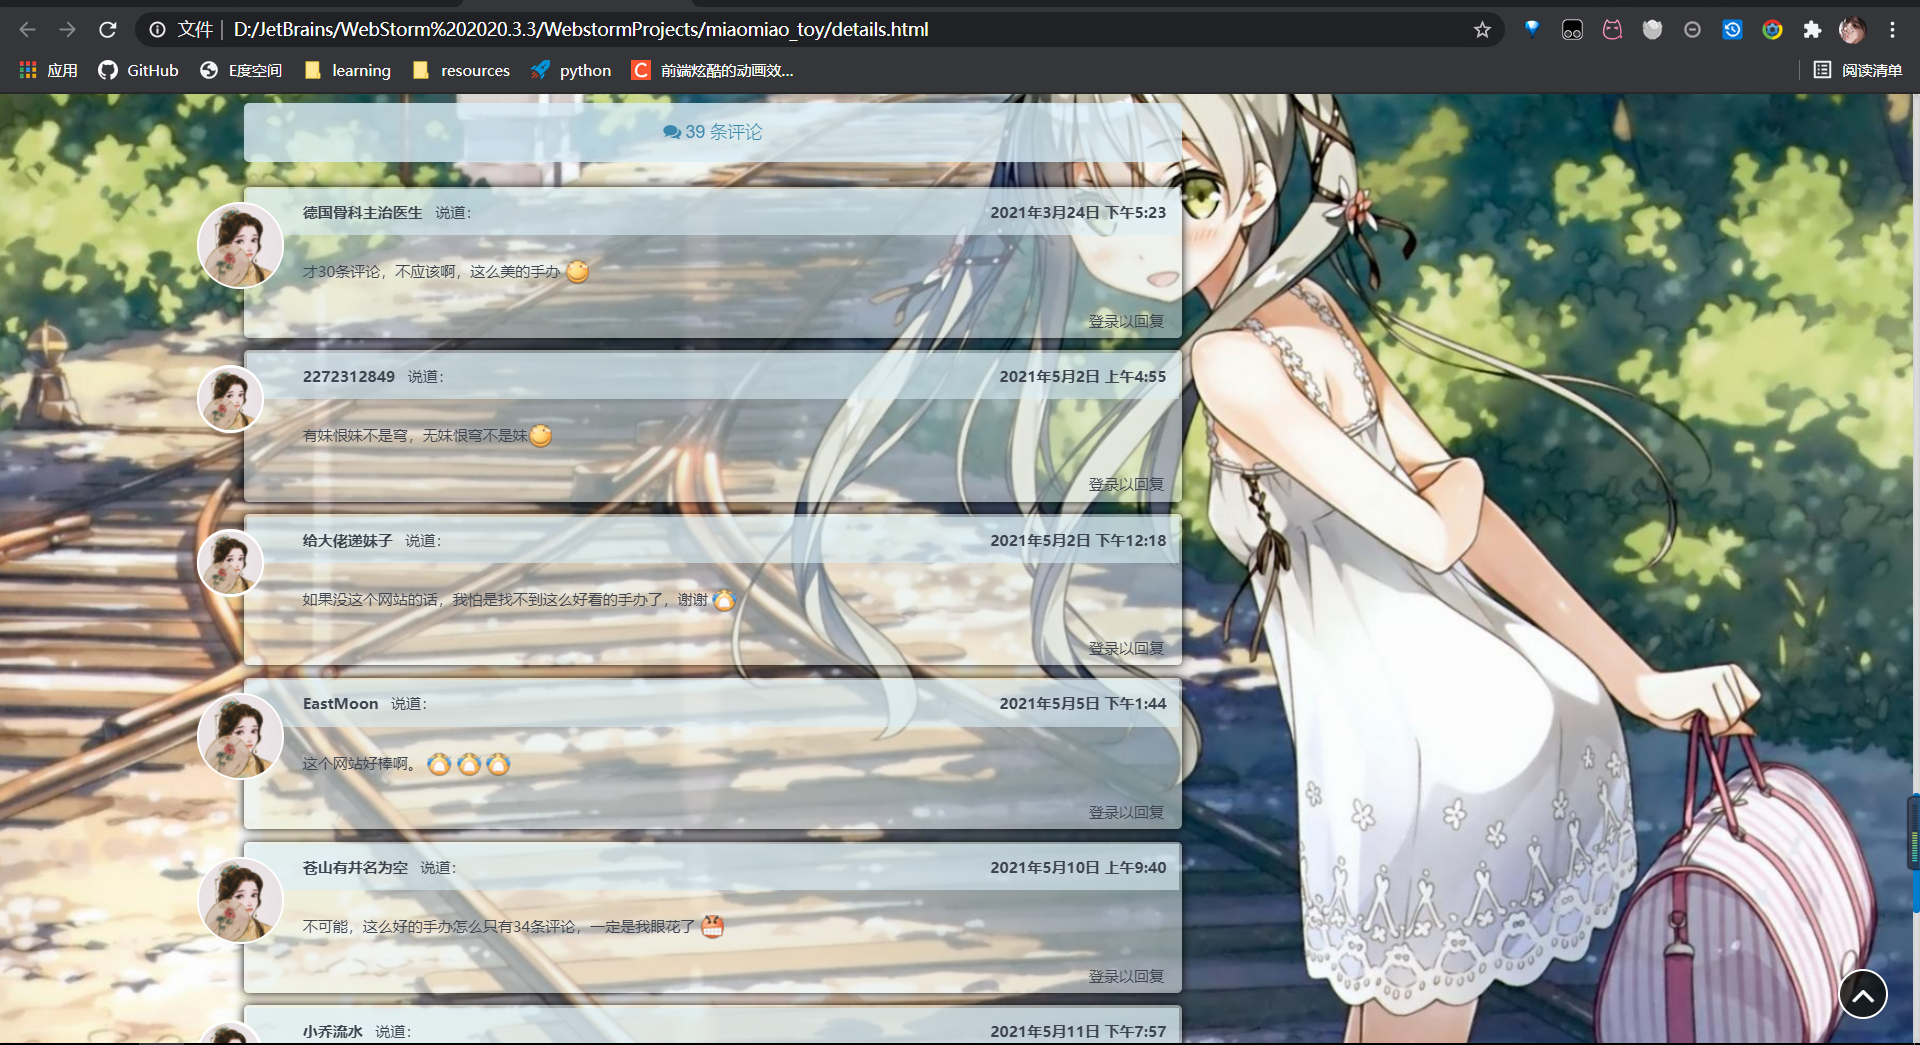 文件 | D:/JetBrains/WebStorm%202020.3.3/WebstormProjects/miaomiao_toy/details.html
应用 GitHub E度空间 learning resources python 前端炫酷的动画效... 阅读清单
39 条评论
德国骨科主治医生 说道： 2021年3月24日 下午5:23
才30条评论，不应该啊，这么美的手办
登录以回复
2272312849 说道： 2021年5月2日 上午4:55
有妹恨妹不是穹，无妹恨穹不是妹
登录以回复
给大佬递妹子 说道： 2021年5月2日 下午12:18
如果没这个网站的话，我怕是找不到这么好看的手办了，谢谢
登录以回复
EastMoon 说道： 2021年5月5日 下午1:44
这个网站好棒啊。
登录以回复
苍山有井名为空 说道： 2021年5月10日 上午9:40
不可能，这么好的手办怎么只有34条评论，一定是我眼花了
登录以回复
小乔流水 说道： 2021年5月11日 下午7:57